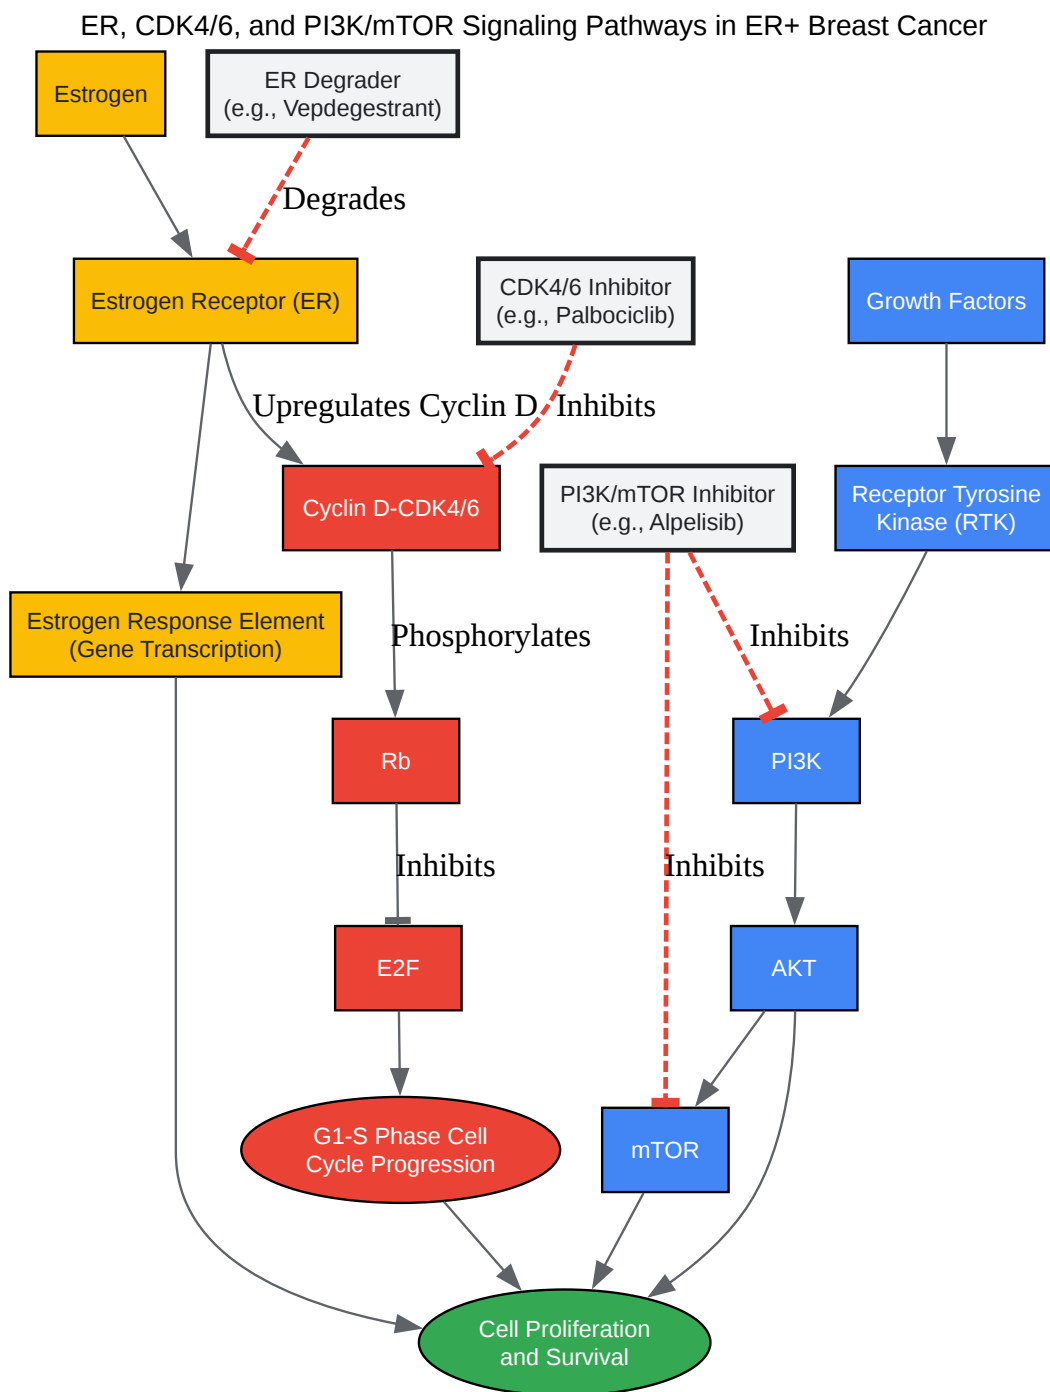 ER, CDK4/6, and PI3K/mTOR Signaling Pathways in ER+ Breast Cancer
Estrogen
ER Degrader
(e.g., Vepdegestrant)
Degrades
Estrogen Receptor (ER)
CDK4/6 Inhibitor
(e.g., Palbociclib)
Growth Factors
Upregulates Cyclin D
Inhibits
Cyclin D-CDK4/6
PI3K/mTOR Inhibitor
(e.g., Alpelisib)
Receptor Tyrosine
Kinase (RTK)
Estrogen Response Element
(Gene Transcription)
Phosphorylates
Inhibits
Rb
PI3K
Inhibits
Inhibits
E2F
AKT
G1-S Phase Cell
Cycle Progression
mTOR
Cell Proliferation
and Survival